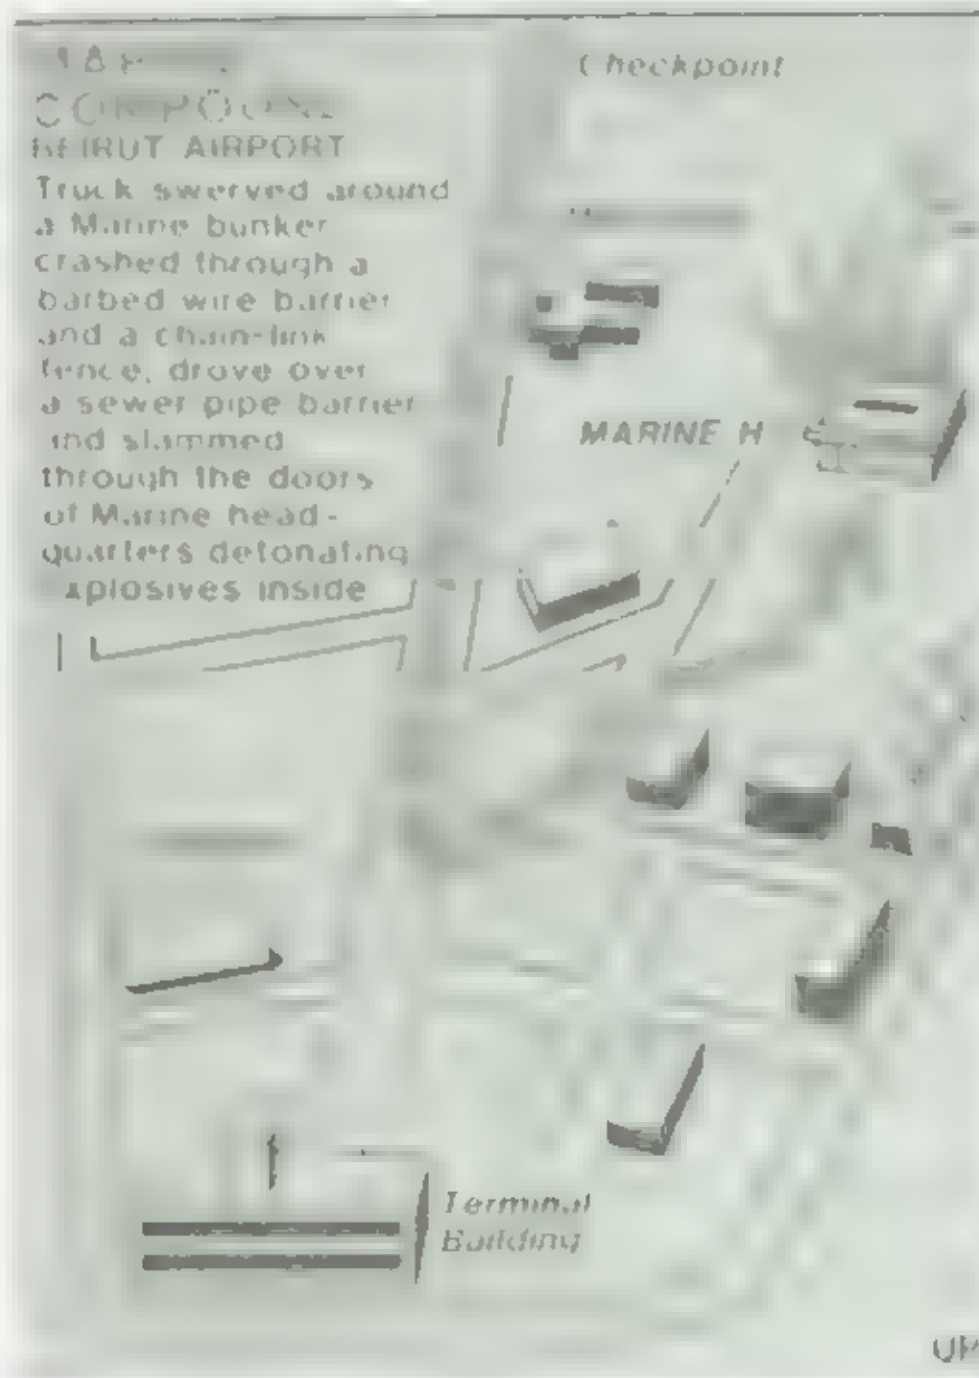 BEIRUT AIRPORT
Truck swerved around
a Marine bunker
crashed through a
barbed wire barrier
and a chain-link
fence, drove over
a sewer pipe barrier
and slammed
through the doors
of Marine head-
quarters detonating
explosives inside
Checkpoint
MARINE H
Terminal
Building